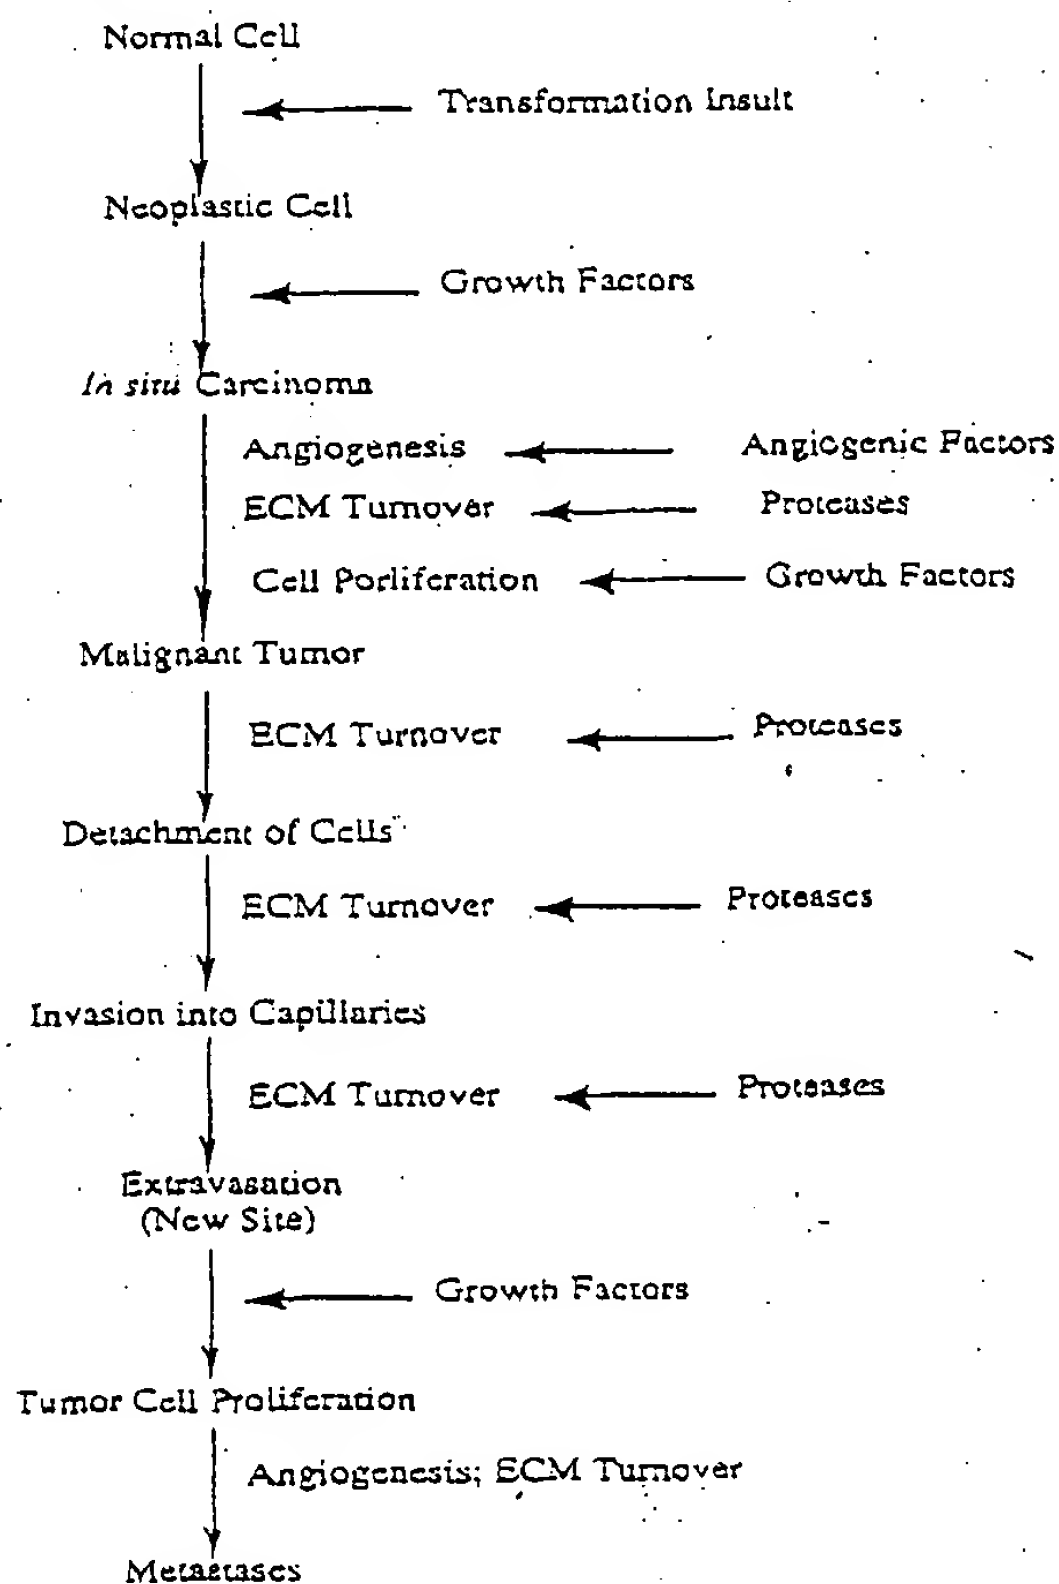 Normal Cell
Transformation Insult
Neoplastic Cell
Growth Factors
In situ Carcinoma
Angiogenesis Angiogenic Factors
ECM Turnover Proteases
Cell Porliferation Growth Factors
Malignant Tumor
ECM Turnover Proteases
Detachment of Cells
ECM Turnover Proteases
Invasion into Capillaries
ECM Turnover Proteases
Extravasation
(New Site)
Growth Factors
Tumor Cell Proliferation
Angiogenesis; ECM Turnover
Metastases